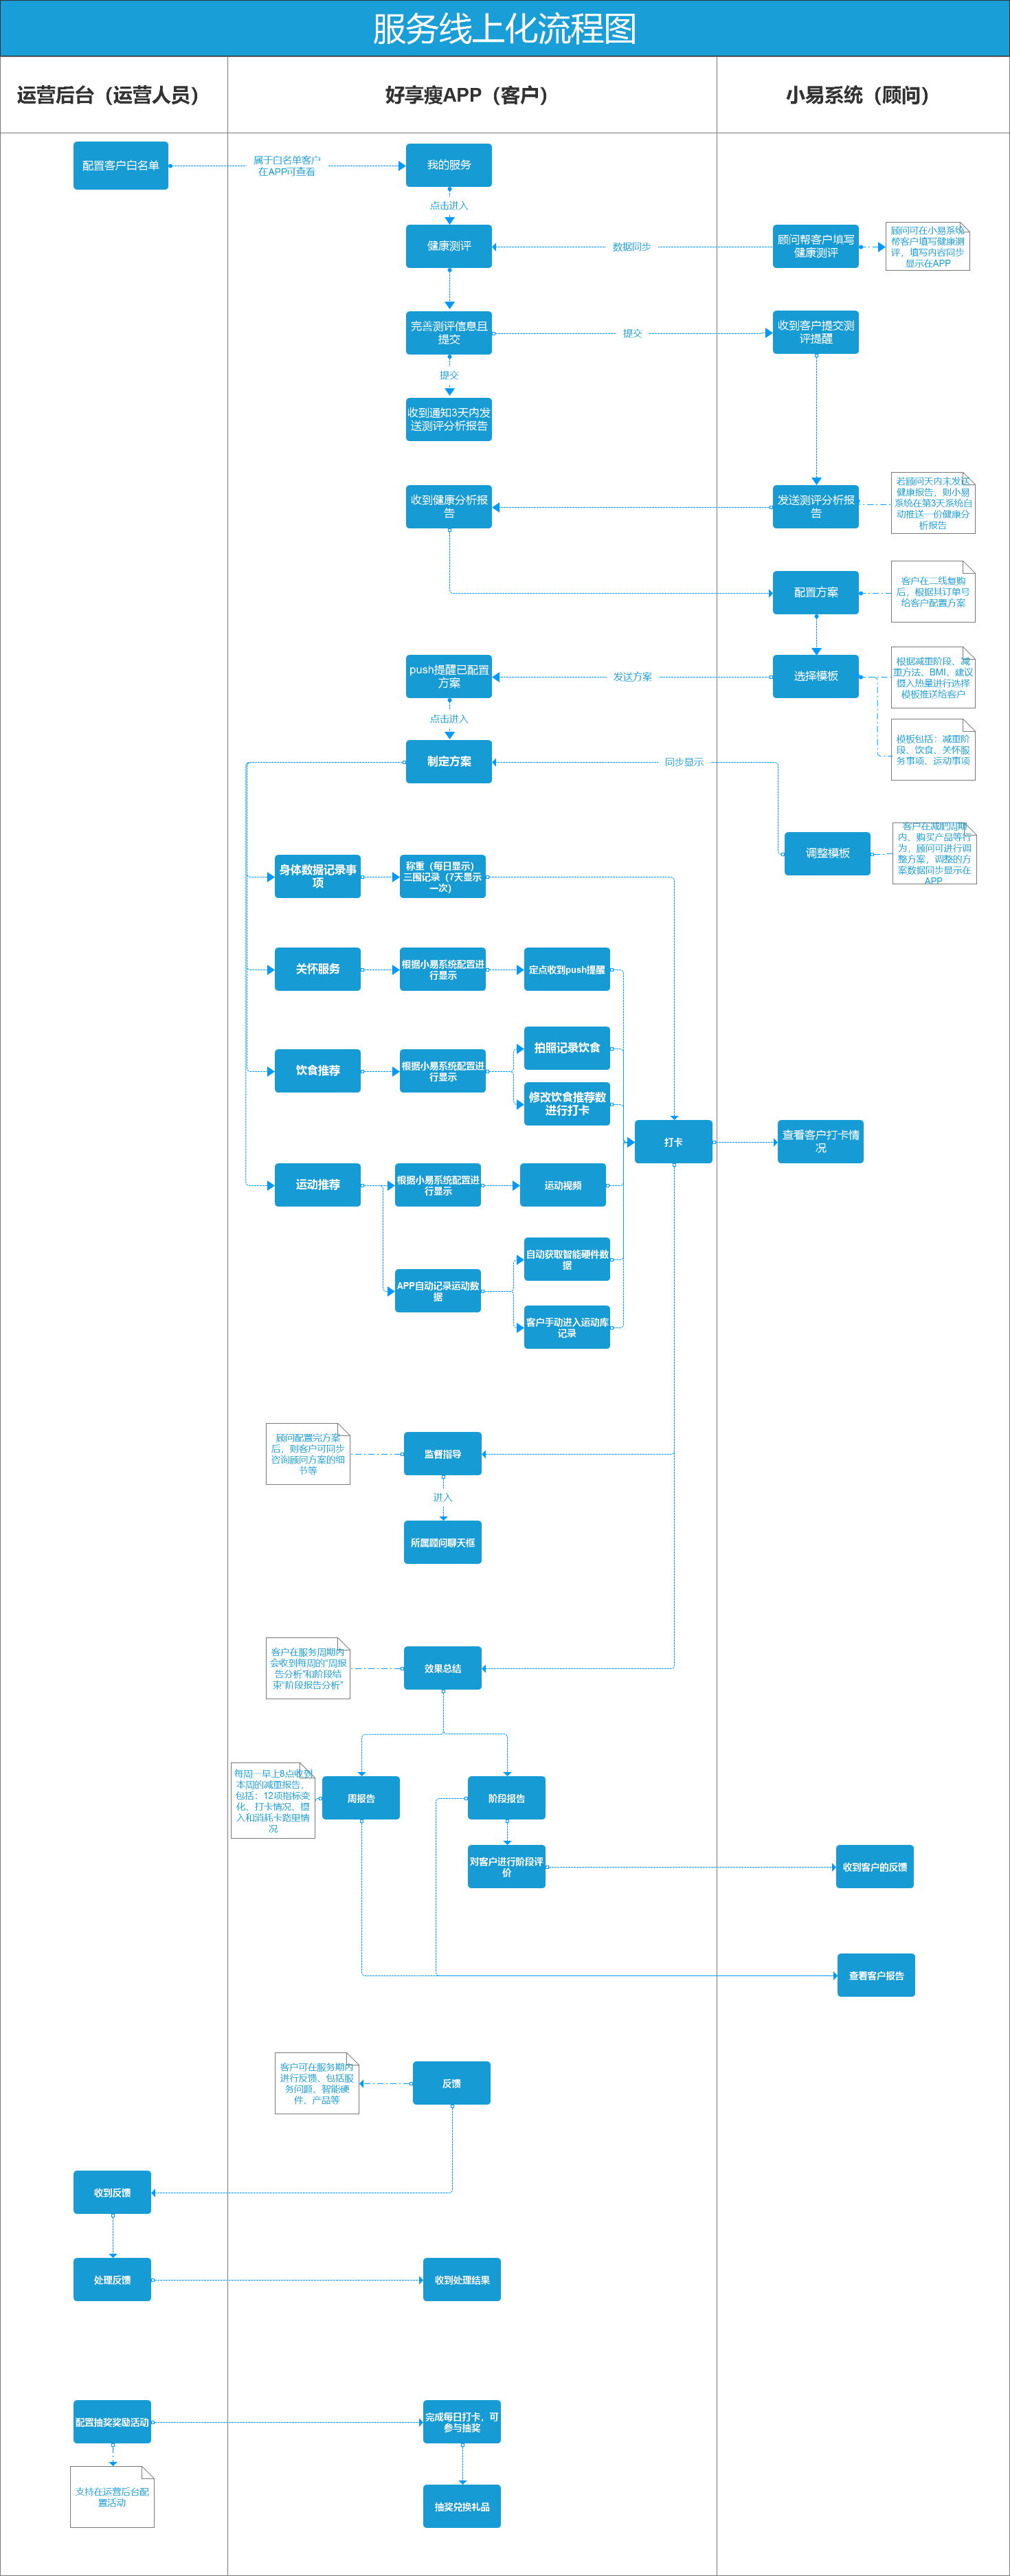 服务线上化流程图
运营后台（运营人员）
好享瘦APP（客户）
小易系统（顾问）
配置客户白名单
属于白名单客户
在APP可查看
我的服务
点击进入
健康测评
数据同步
顾问帮客户填写
健康测评
顾问可在小易系统
帮客户填写健康测
评，填写内容同步
显示在APP
完善测评信息且
提交
提交
收到客户提交测
评提醒
提交
收到通知3天内发
送测评分析报告
收到健康分析报
告
发送测评分析报
告
若顾问天内未发送
健康报告，则小易
系统在第3天系统自
动推送一份健康分
析报告
配置方案
客户在二线复购
后，根据其订单号
给客户配置方案
push提醒已配置
方案
发送方案
选择模板
根据减重阶段、减
重方法、BMI、建议
摄入热量进行选择
模板推送给客户
点击进入
模板包括：减重阶
段、饮食、关怀服
务事项、运动事项
制定方案
同步显示
调整模板
客户在减肥周期
内、购买产品等行
为，顾问可进行调
整方案，调整的方
案数据同步显示在
APP
身体数据记录事
项
称重（每日显示）
三围记录（7天显示
一次）
关怀服务
根据小易系统配置进
行显示
定点收到push提醒
饮食推荐
根据小易系统配置进
行显示
拍照记录饮食
修改饮食推荐数
进行打卡
打卡
查看客户打卡情
况
运动推荐
根据小易系统配置进
行显示
运动视频
APP自动记录运动数
据
自动获取智能硬件数
据
客户手动进入运动库
记录
顾问配置完方案
后，则客户可同步
咨询顾问方案的细
节等
监督指导
进入
所属顾问聊天框
客户在服务周期内
会收到每周的“周报
告分析”和阶段结
束“阶段报告分析”
效果总结
每周一早上8点收到
本周的减重报告，
包括：12项指标变
化、打卡情况、摄
入和消耗卡路里情
况
周报告
阶段报告
对客户进行阶段评
价
收到客户的反馈
查看客户报告
客户可在服务期内
进行反馈、包括服
务问题、智能硬
件、产品等
反馈
收到反馈
处理反馈
收到处理结果
配置抽奖奖励活动
完成每日打卡，可
参与抽奖
支持在运营后台配
置活动
抽奖兑换礼品